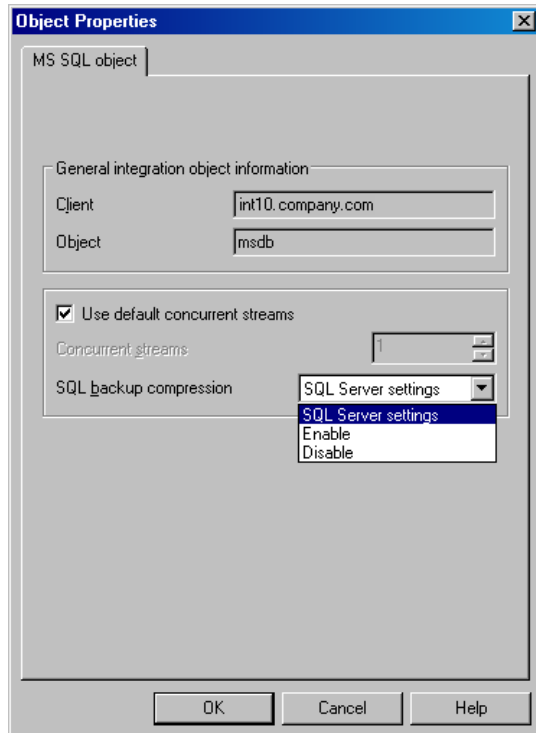 Object Properties
MS SQL object
General integration object information
Client
int10.company.com
Object
msdb
Use default concurrent streams
Concurrent streams
1
SQL backup compression
SQL Server settings
SQL Server settings
Enable
Disable
OK
Cancel
Help